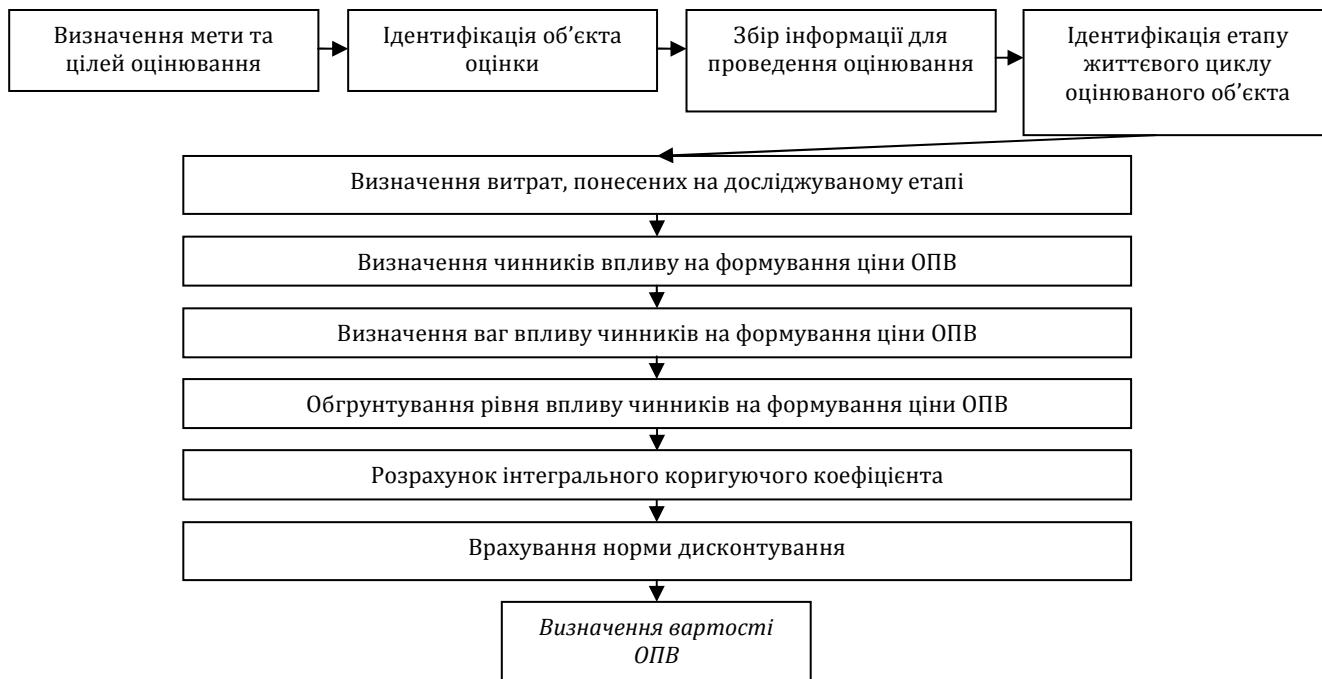 Визначення мети та
цілей оцінювання
Ідентифікація об’єкта
оцінки
Збір інформації для
проведення оцінювання
Ідентифікація етапу
життєвого циклу
оцінюваного об’єкта
Визначення витрат, понесених на досліджуваному етапі
Визначення чинників впливу на формування ціни ОПВ
Визначення ваг впливу чинників на формування ціни ОПВ
Обгрунтування рівня впливу чинників на формування ціни ОПВ
Розрахунок інтегрального коригуючого коефіцієнта
Врахування норми дисконтування
Визначення вартості
ОПВ